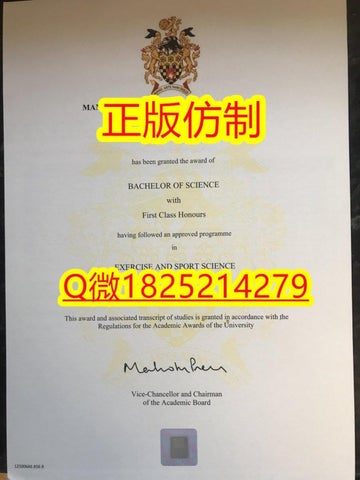 MAN
正版仿制
has been granted the award of
BACHELOR OF SCIENCE
with
First Class Honours
having followed an approved programme
in
EXERCISE AND SPORT SCIENCE
Q微1825214279
This award and associated transcript of studies is granted in accordance with the
Regulations for the Academic Awards of the University
Vice-Chancellor and Chairman
of the Academic Board